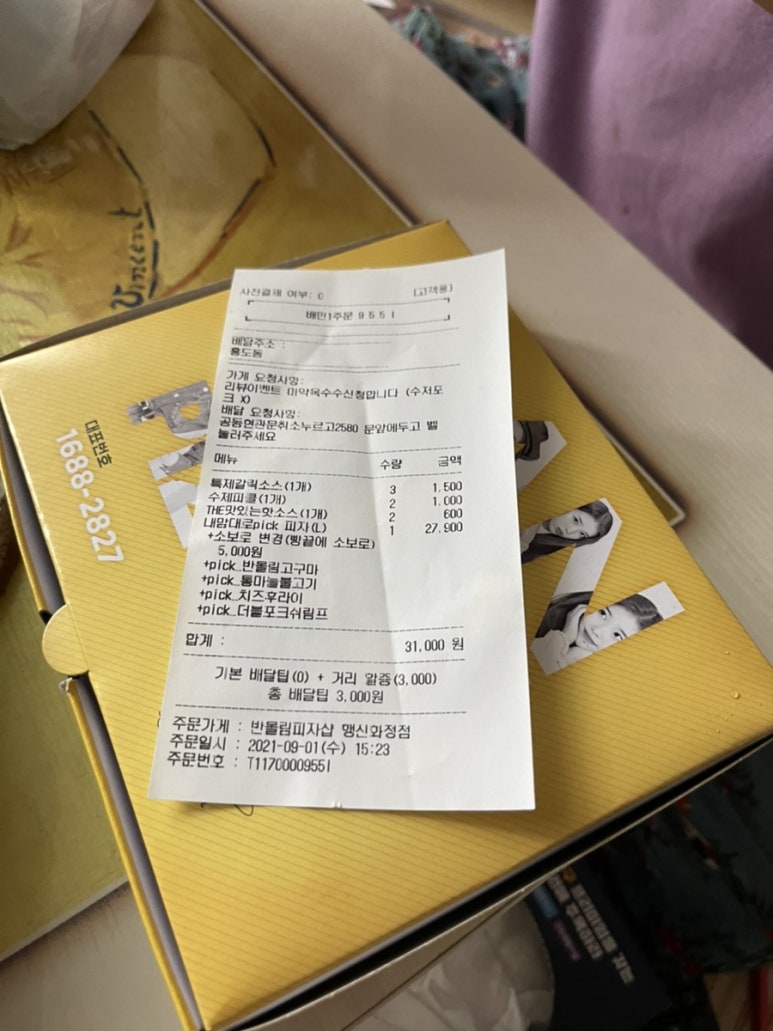 Vincent
대표번호
1688-2827
사전결제 여부: 0 [고객용]
배민1주문 9 5 5 1
배달주소 :
흥도동
가게 요청사항:
리뷰이벤트 마약옥수수신청합니다 (수저포
크 X)
배달 요청사항:
공동현관문취소누르고2580 문앞에두고 벨
눌러주세요
메뉴 수량 금액
특제갈릭소스(1개) 3 1,500
수제피클(1개) 2 1,000
THE맛있는핫소스(1개) 2 600
내맘대로pick 피자(L) 1 27,900
+소보로 변경(빵끝에 소보로)
5,000원
+pick_반올림고구마
+pick_통마늘불고기
+pick_치즈후라이
+pick_더블포크쉬림프
합계 : 31,000 원
기본 배달팁(0) + 거리 할증(3,000)
총 배달팁 3,000원
주문가게 : 반올림피자샵 행신화정점
주문일시 : 2021-09-01(수) 15:23
주문번호 : T11700009551